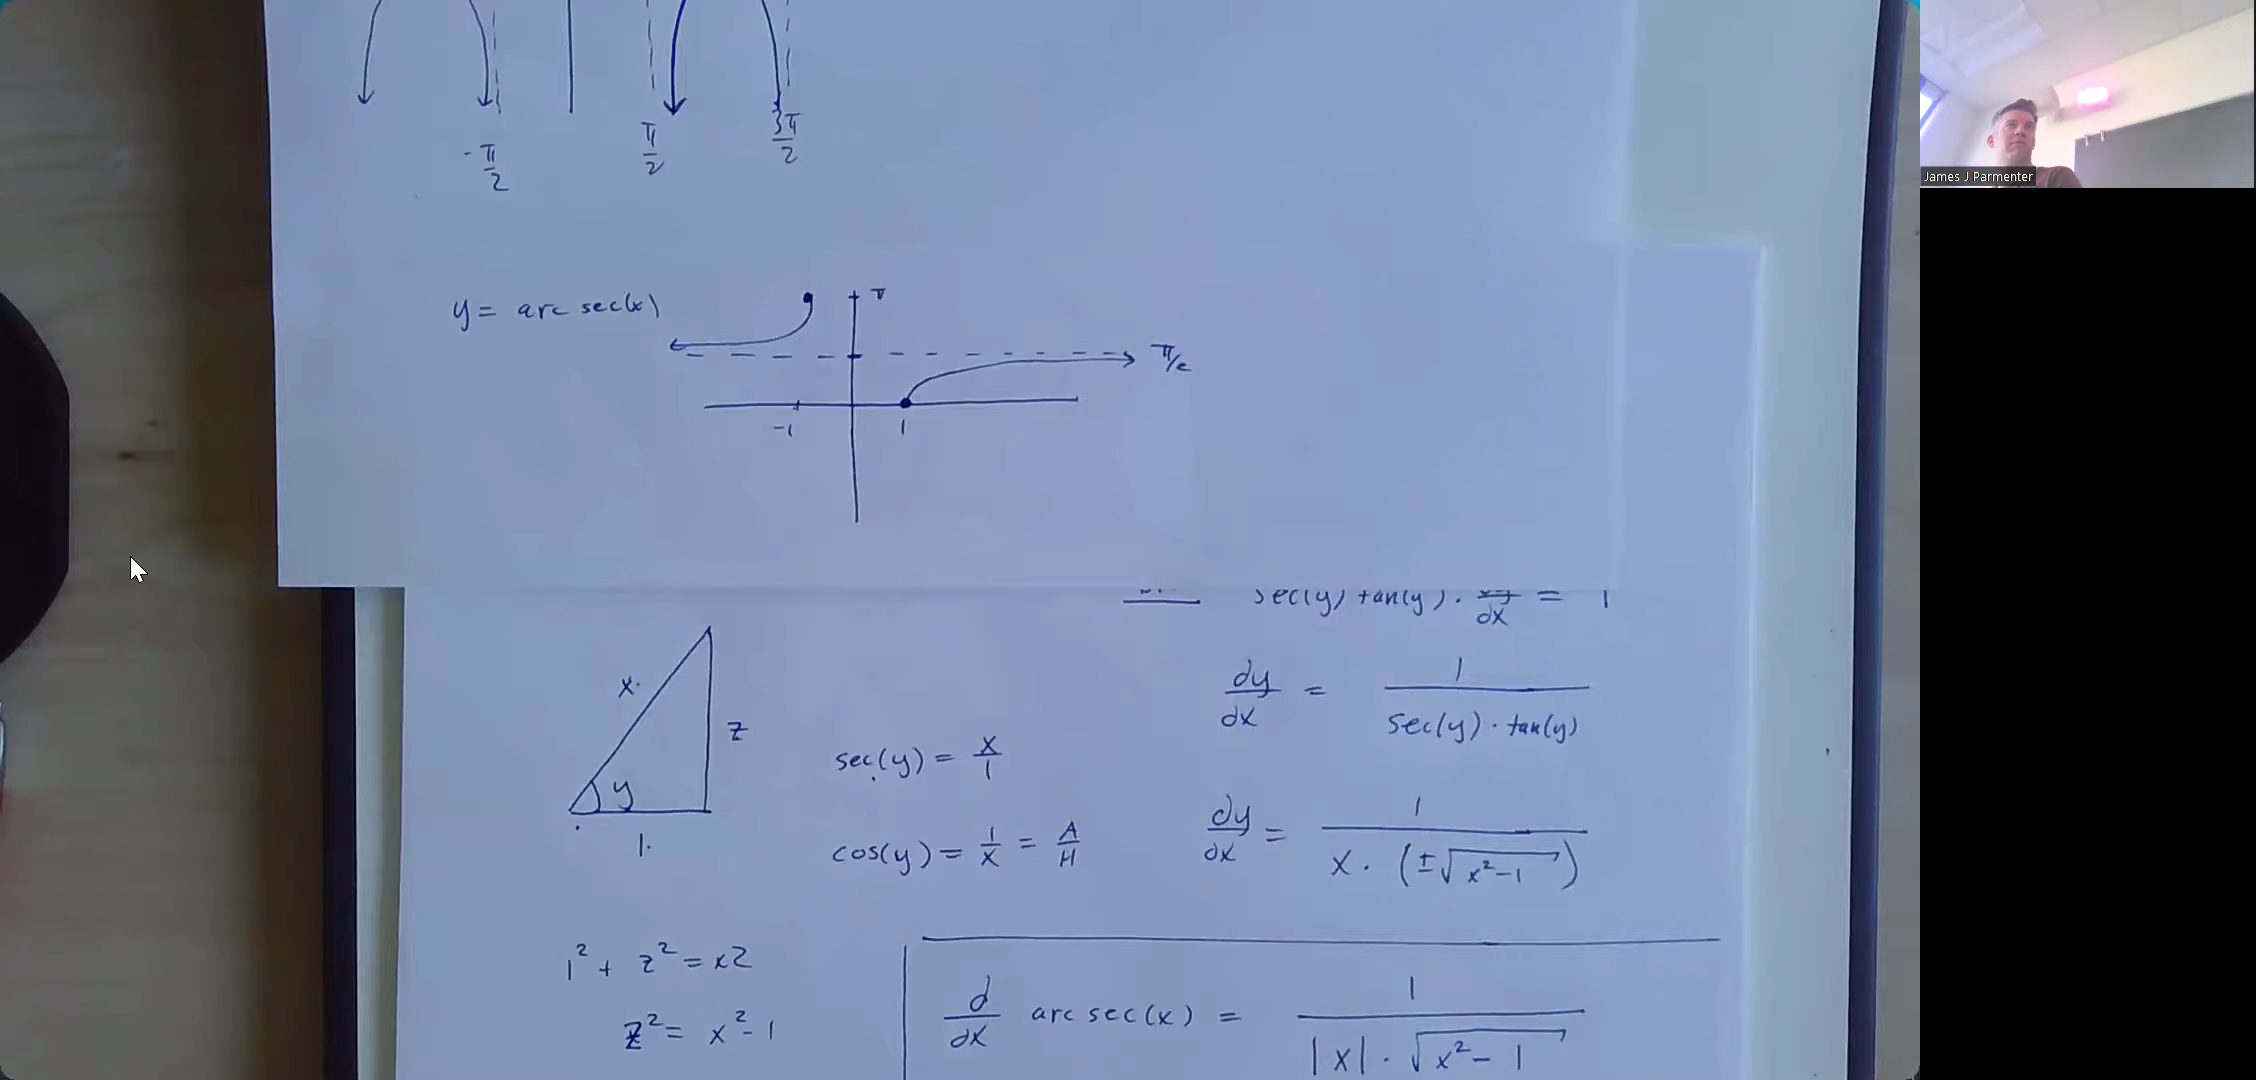 -π/2
π/2
3π/2
James J Parmenter
y = arc sec(x)
π
π/2
-1
1
sec(y) tan(y) · dy/dx = 1
x
z
y
1
dy/dx = 1/(sec(y) · tan(y))
sec(y) = x/1
cos(y) = 1/x = A/H
dy/dx = 1/(x · (±√(x²-1)))
1² + z² = x2
z² = x² - 1
d/dx arc sec(x) = 1/(|x| · √(x² - 1))